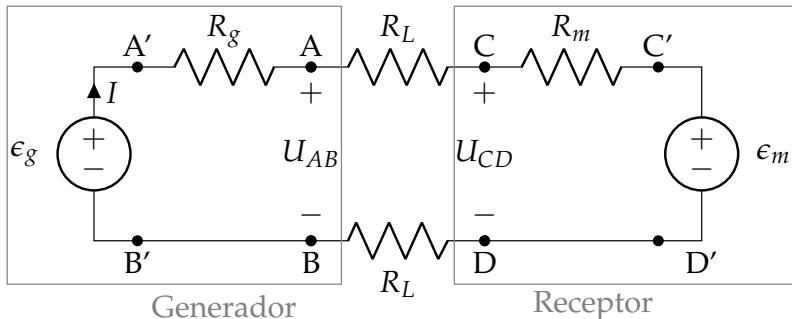 R_g R_L R_m
A' A C C'
I + +
ϵ_g + − U_AB U_CD + − ϵ_m
− −
B' B D D'
R_L
Generador Receptor